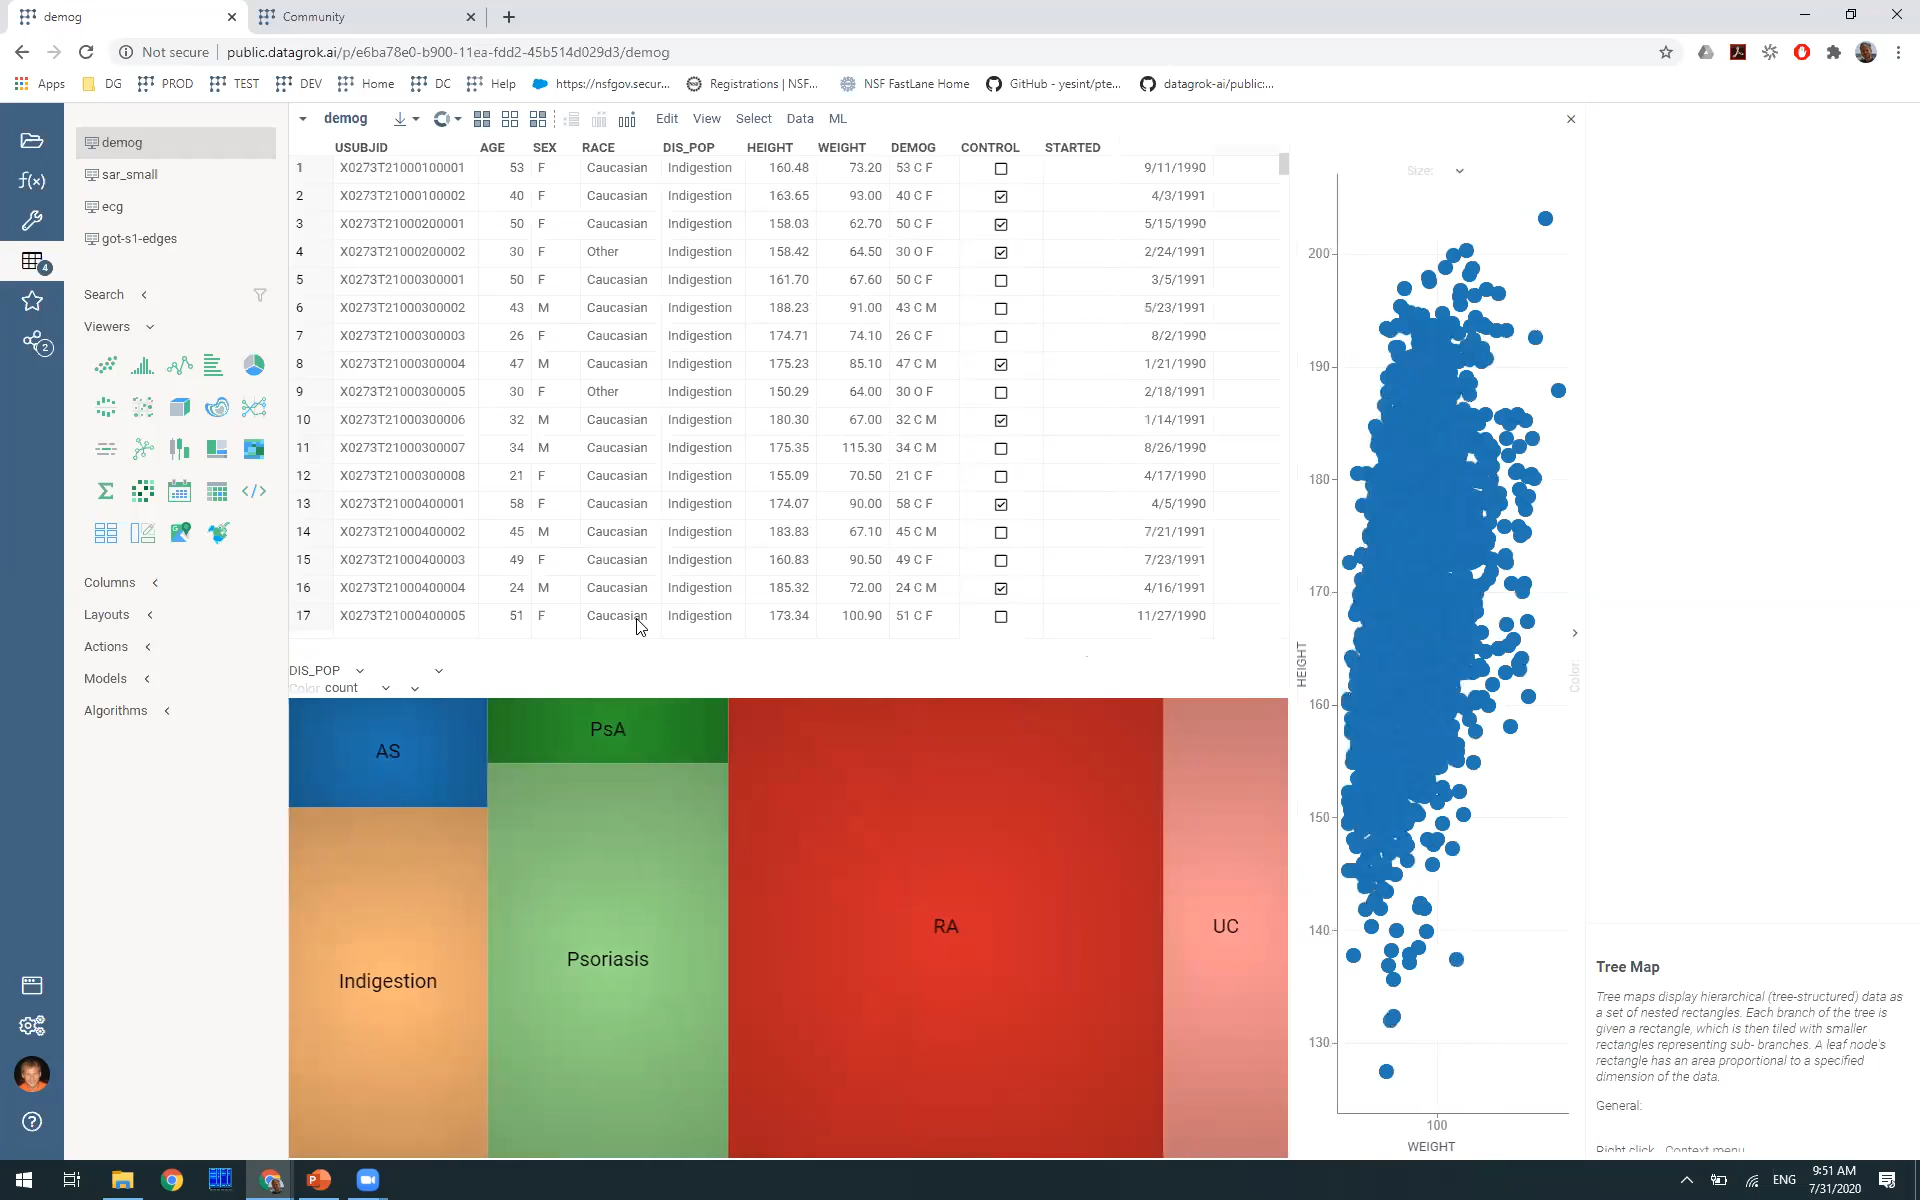 demog
Community
Not secure public.datagrok.ai/p/e6ba78e0-b900-11ea-fdd2-45b514d029d3/demog
Apps DG PROD TEST DEV Home DC Help https://nsfgov.secur... Registrations | NSF... NSF FastLane Home GitHub - yesint/pte... datagrok-ai/public:...
demog
sar_small
ecg
got-s1-edges
4
2
Search
Viewers
Columns
Layouts
Actions
Models
Algorithms
demog Edit View Select Data ML
USUBJID AGE SEX RACE DIS_POP HEIGHT WEIGHT DEMOG CONTROL STARTED
1 X0273T21000100001 53 F Caucasian Indigestion 160.48 73.20 53 C F 9/11/1990
2 X0273T21000100002 40 F Caucasian Indigestion 163.65 93.00 40 C F 4/3/1991
3 X0273T21000200001 50 F Caucasian Indigestion 158.03 62.70 50 C F 5/15/1990
4 X0273T21000200002 30 F Other Indigestion 158.42 64.50 30 O F 2/24/1991
5 X0273T21000300001 50 F Caucasian Indigestion 161.70 67.60 50 C F 3/5/1991
6 X0273T21000300002 43 M Caucasian Indigestion 188.23 91.00 43 C M 5/23/1991
7 X0273T21000300003 26 F Caucasian Indigestion 174.71 74.10 26 C F 8/2/1990
8 X0273T21000300004 47 M Caucasian Indigestion 175.23 85.10 47 C M 1/21/1990
9 X0273T21000300005 30 F Other Indigestion 150.29 64.00 30 O F 2/18/1991
10 X0273T21000300006 32 M Caucasian Indigestion 180.30 67.00 32 C M 1/14/1991
11 X0273T21000300007 34 M Caucasian Indigestion 175.35 115.30 34 C M 8/26/1990
12 X0273T21000300008 21 F Caucasian Indigestion 155.09 70.50 21 C F 4/17/1990
13 X0273T21000400001 58 F Caucasian Indigestion 174.07 90.00 58 C F 4/5/1990
14 X0273T21000400002 45 M Caucasian Indigestion 183.83 67.10 45 C M 7/21/1991
15 X0273T21000400003 49 F Caucasian Indigestion 160.83 90.50 49 C F 7/23/1991
16 X0273T21000400004 24 M Caucasian Indigestion 185.32 72.00 24 C M 4/16/1991
17 X0273T21000400005 51 F Caucasian Indigestion 173.34 100.90 51 C F 11/27/1990
DIS_POP
Color count
AS
PsA
Indigestion
Psoriasis
RA
UC
Size:
200
190
180
170
160
150
140
130
HEIGHT
Color:
100
WEIGHT
Tree Map
Tree maps display hierarchical (tree-structured) data as
a set of nested rectangles. Each branch of the tree is
given a rectangle, which is then tiled with smaller
rectangles representing sub- branches. A leaf node's
rectangle has an area proportional to a specified
dimension of the data.
General:
Right click Context menu
ENG
9:51 AM
7/31/2020